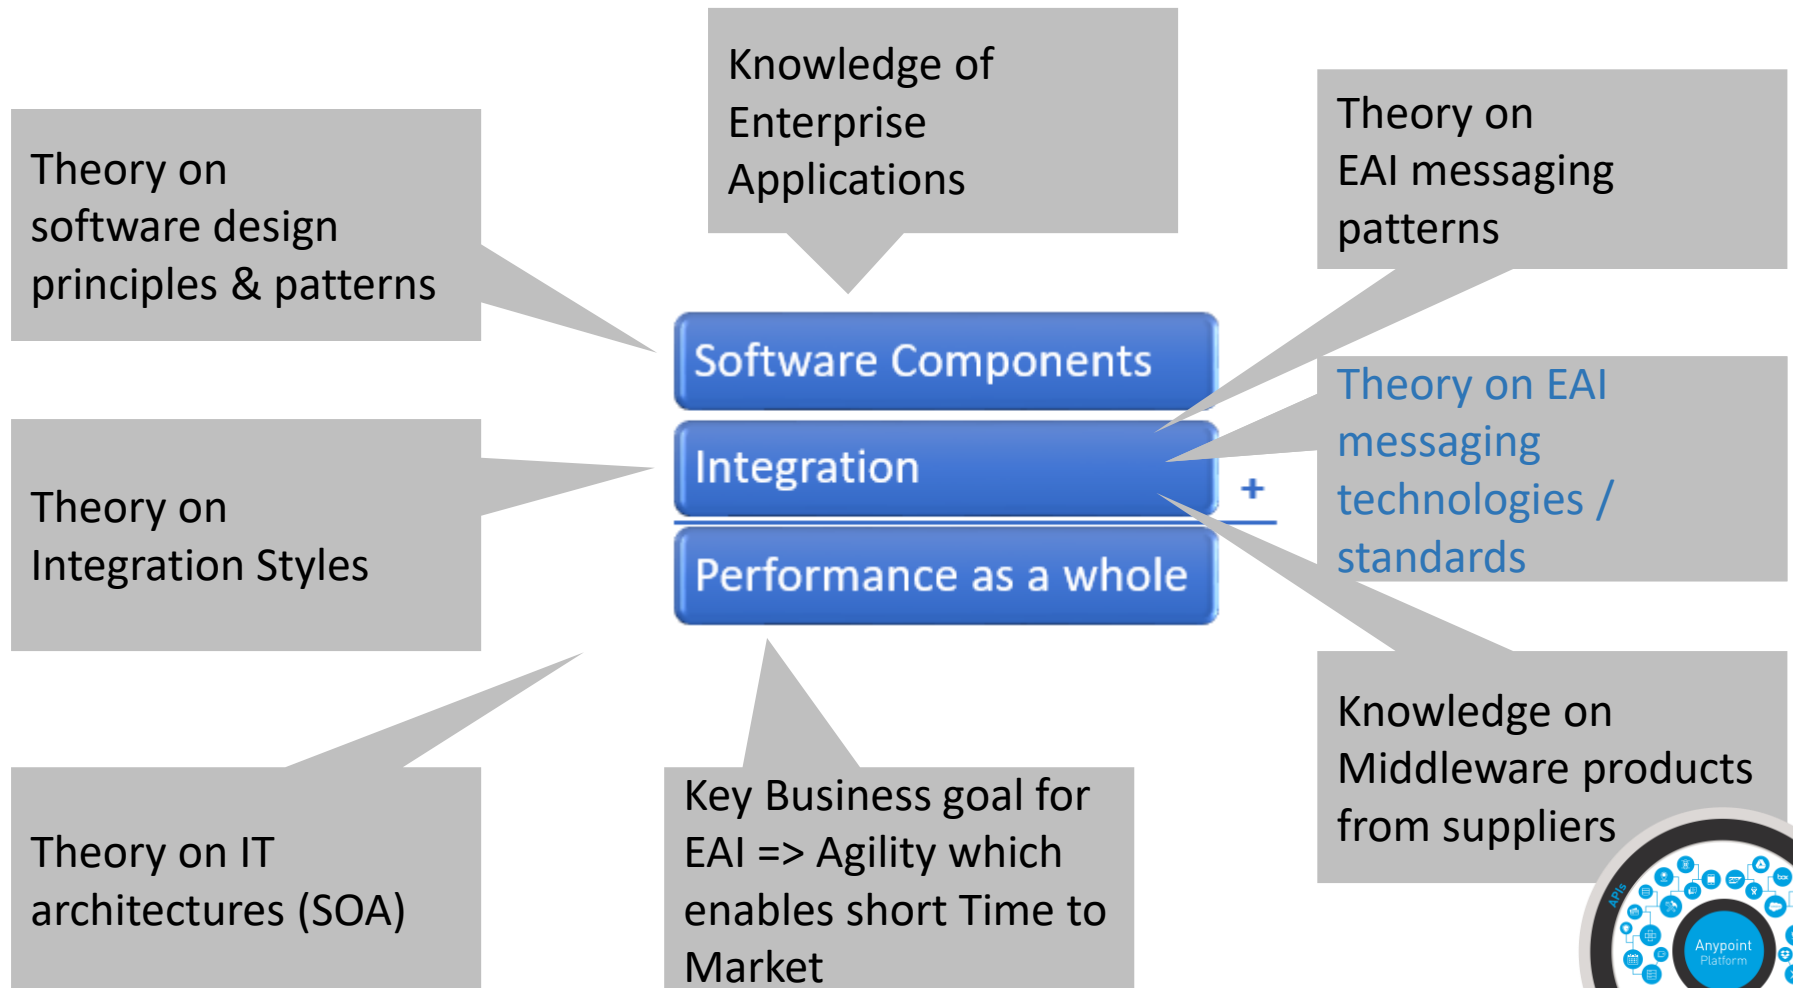 Knowledge of
Enterprise
Applications
Theory on
software design
principles & patterns
Theory on
EAI messaging
patterns
Software Components
Theory on EAI
messaging
technologies /
standards
Integration
+
Theory on
Integration Styles
Performance as a whole
Knowledge on
Middleware products
from suppliers
Theory on IT
architectures (SOA)
Key Business goal for
EAI => Agility which
enables short Time to
Market
APIs
box
Anypoint
Platform